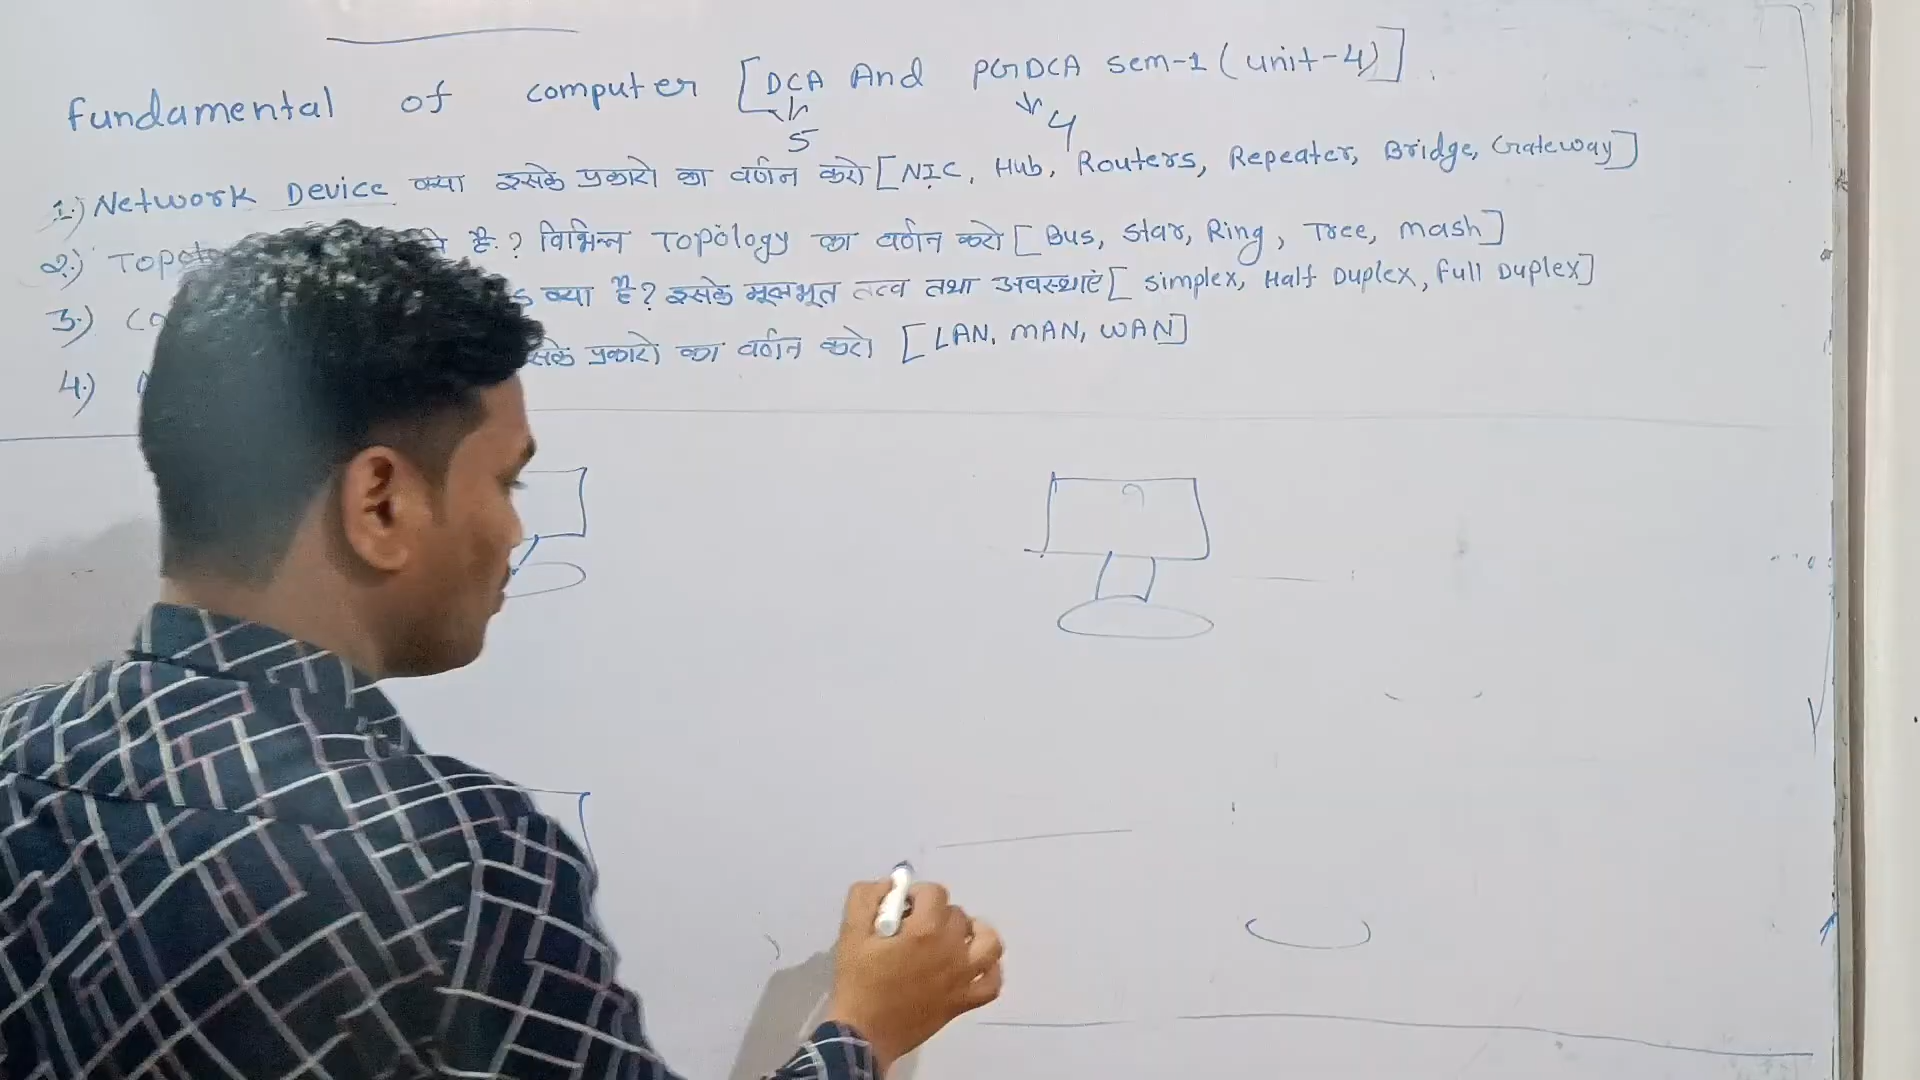 Fundamental of computer [DCA And PGDCA sem-1 (unit-4)]
5 4
1.) Network Device क्या इसके प्रकारो का वर्णन करो [NIC, Hub, Routers, Repeater, Bridge, Gateway]
2.) है ? विभिन्न Topology का वर्णन करो [Bus, Star, Ring, Tree, mash]
3.) क्या है ? इसके मूलभूत तत्व तथा अवस्थाएं [simplex, Half Duplex, Full Duplex]
4.) प्रकारो का वर्णन करो [LAN, MAN, WAN]